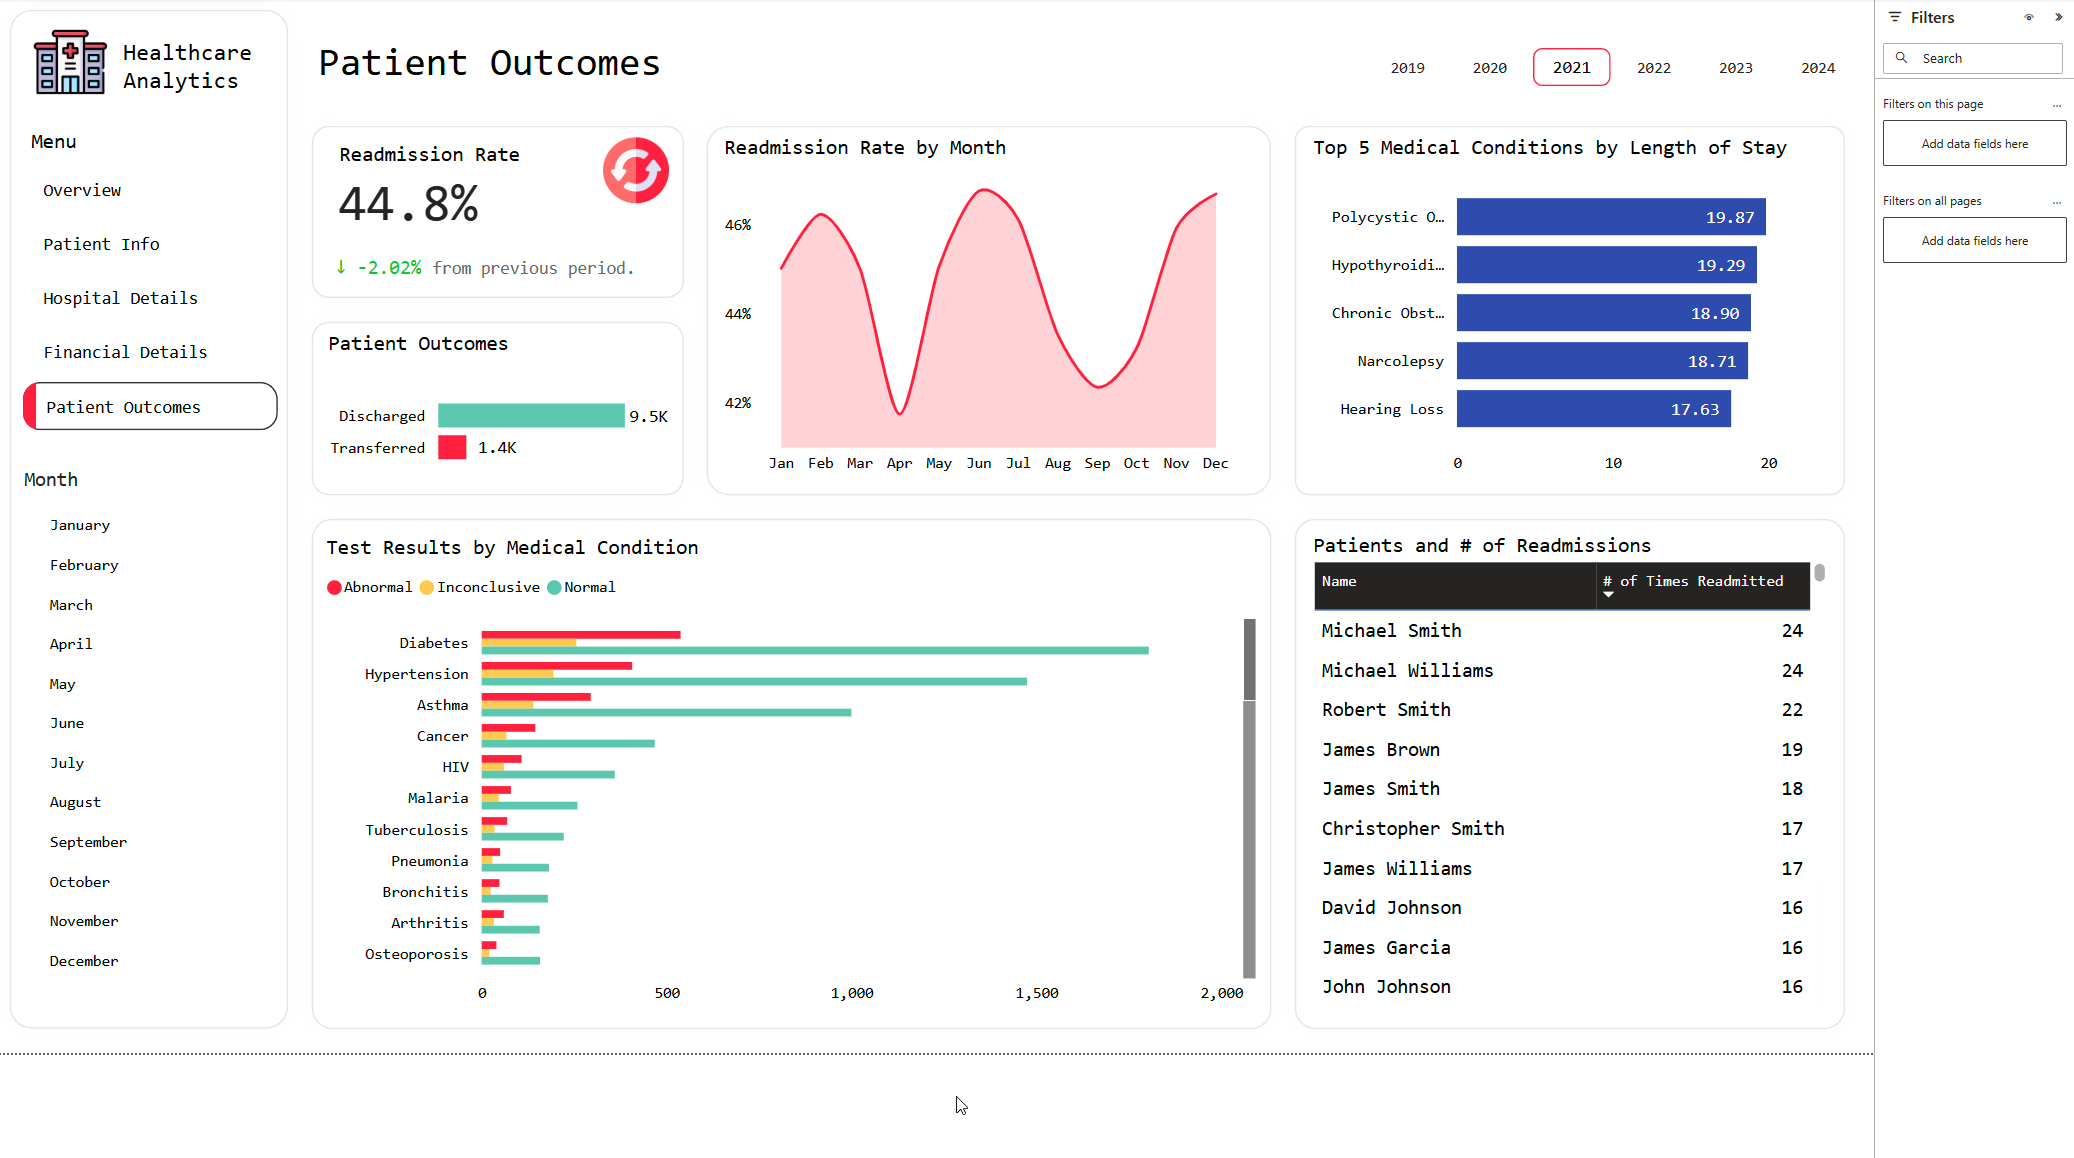 Healthcare
Analytics
Menu
Overview
Patient Info
Hospital Details
Financial Details
Patient Outcomes
Month
January
February
March
April
May
June
July
August
September
October
November
December
Patient Outcomes
2019 2020 2021 2022 2023 2024
Readmission Rate
44.8%
↓ -2.02% from previous period.
Patient Outcomes
Discharged 9.5K
Transferred 1.4K
Readmission Rate by Month
46%
44%
42%
Jan Feb Mar Apr May Jun Jul Aug Sep Oct Nov Dec
Top 5 Medical Conditions by Length of Stay
Polycystic O… 19.87
Hypothyroidi… 19.29
Chronic Obst… 18.90
Narcolepsy 18.71
Hearing Loss 17.63
0 10 20
Test Results by Medical Condition
Abnormal Inconclusive Normal
Diabetes
Hypertension
Asthma
Cancer
HIV
Malaria
Tuberculosis
Pneumonia
Bronchitis
Arthritis
Osteoporosis
0 500 1,000 1,500 2,000
Patients and # of Readmissions
Name # of Times Readmitted
Michael Smith 24
Michael Williams 24
Robert Smith 22
James Brown 19
James Smith 18
Christopher Smith 17
James Williams 17
David Johnson 16
James Garcia 16
John Johnson 16
Filters
Search
Filters on this page ...
Add data fields here
Filters on all pages ...
Add data fields here